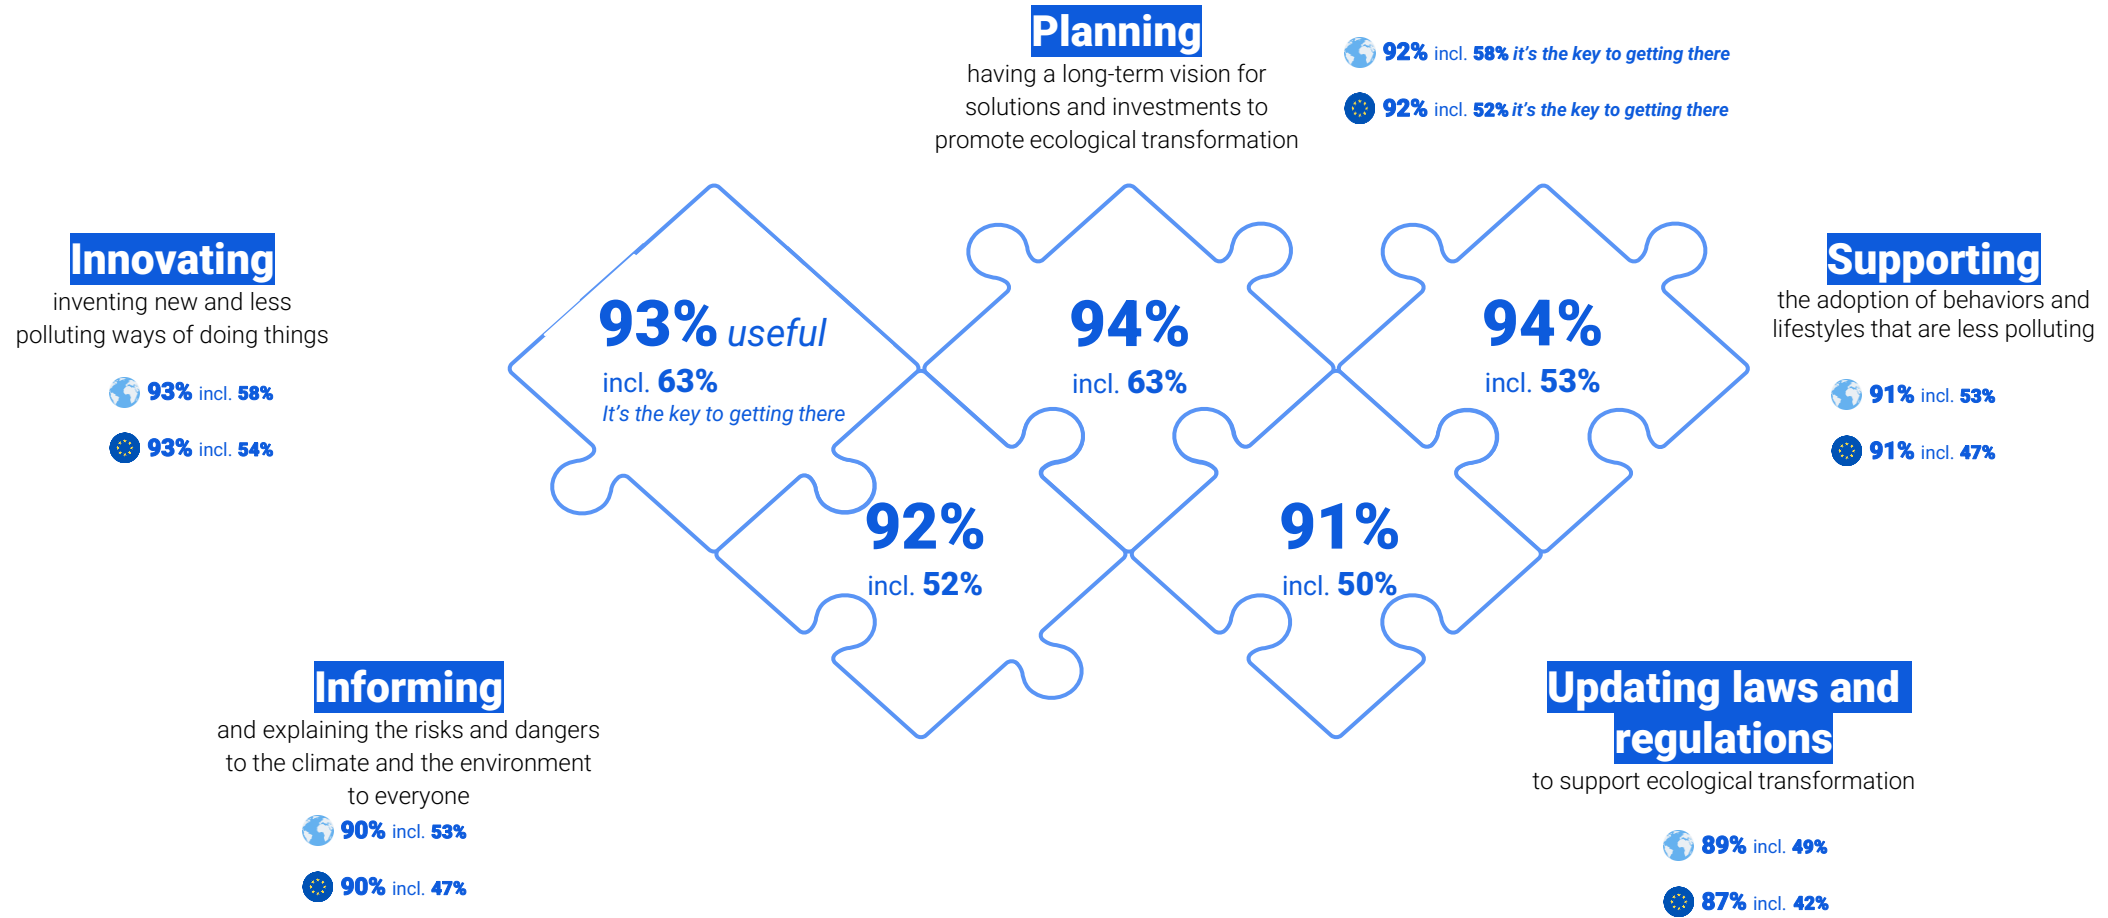 Planning
having a long-term vision for
solutions and investments to
promote ecological transformation
92% incl. 58% it's the key to getting there
92% incl. 52% it's the key to getting there
Innovating
inventing new and less
polluting ways of doing things
93% incl. 58%
93% incl. 54%
93% useful
incl. 63%
It's the key to getting there
94%
incl. 63%
94%
incl. 53%
Supporting
the adoption of behaviors and
lifestyles that are less polluting
91% incl. 53%
91% incl. 47%
92%
incl. 52%
91%
incl. 50%
Informing
and explaining the risks and dangers
to the climate and the environment
to everyone
90% incl. 53%
90% incl. 47%
Updating laws and
regulations
to support ecological transformation
89% incl. 49%
87% incl. 42%